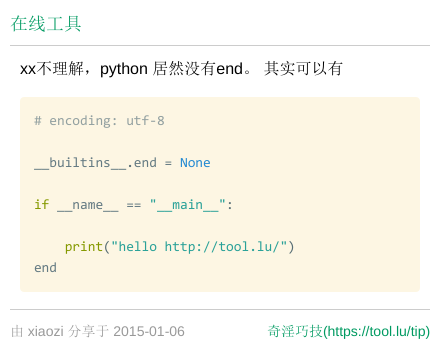 在线工具
xx不理解，python 居然没有end。 其实可以有
# encoding: utf-8
__builtins__.end = None
if __name__ == "__main__":
    print("hello http://tool.lu/")
end
由 xiaozi 分享于 2015-01-06
奇淫巧技(https://tool.lu/tip)